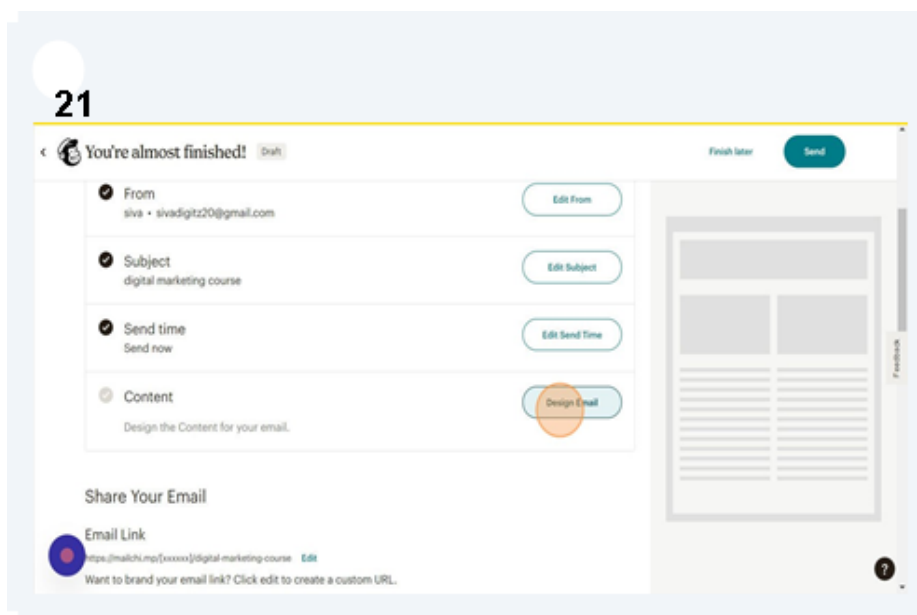 21
You're almost finished! Draft Finish later Send
From
siva • sivadigitz20@gmail.com
Edit From
Subject
digital marketing course
Edit Subject
Send time
Send now
Edit Send Time
Content
Design the Content for your email.
Design Email
Feedback
Share Your Email
Email Link
https://mailchi.mp/[xxxxxx]/digital-marketing-course Edit
Want to brand your email link? Click edit to create a custom URL.
?